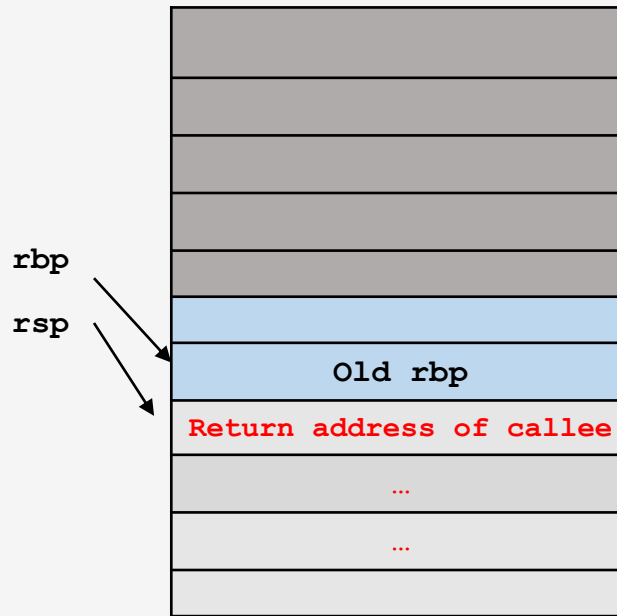 rbp
rsp
Old rbp
Return address of callee
…
…